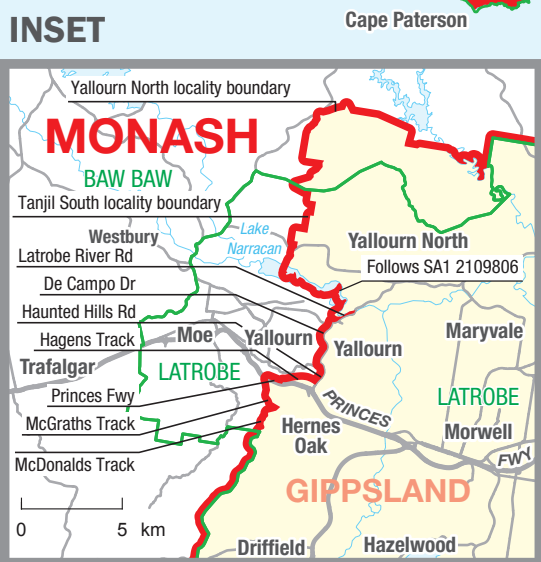 Cape Paterson
INSET
Yallourn North locality boundary
MONASH
BAW BAW
Tanjil South locality boundary
Westbury
Lake
Narracan
Yallourn North
Latrobe River Rd
Follows SA1 2109806
De Campo Dr
Haunted Hills Rd
Hagens Track
Moe
Yallourn
Yallourn
Maryvale
Trafalgar
LATROBE
LATROBE
Princes Fwy
PRINCES
FWY
McGraths Track
Hernes
Oak
Morwell
McDonalds Track
GIPPSLAND
0 5 km
Driffield
Hazelwood